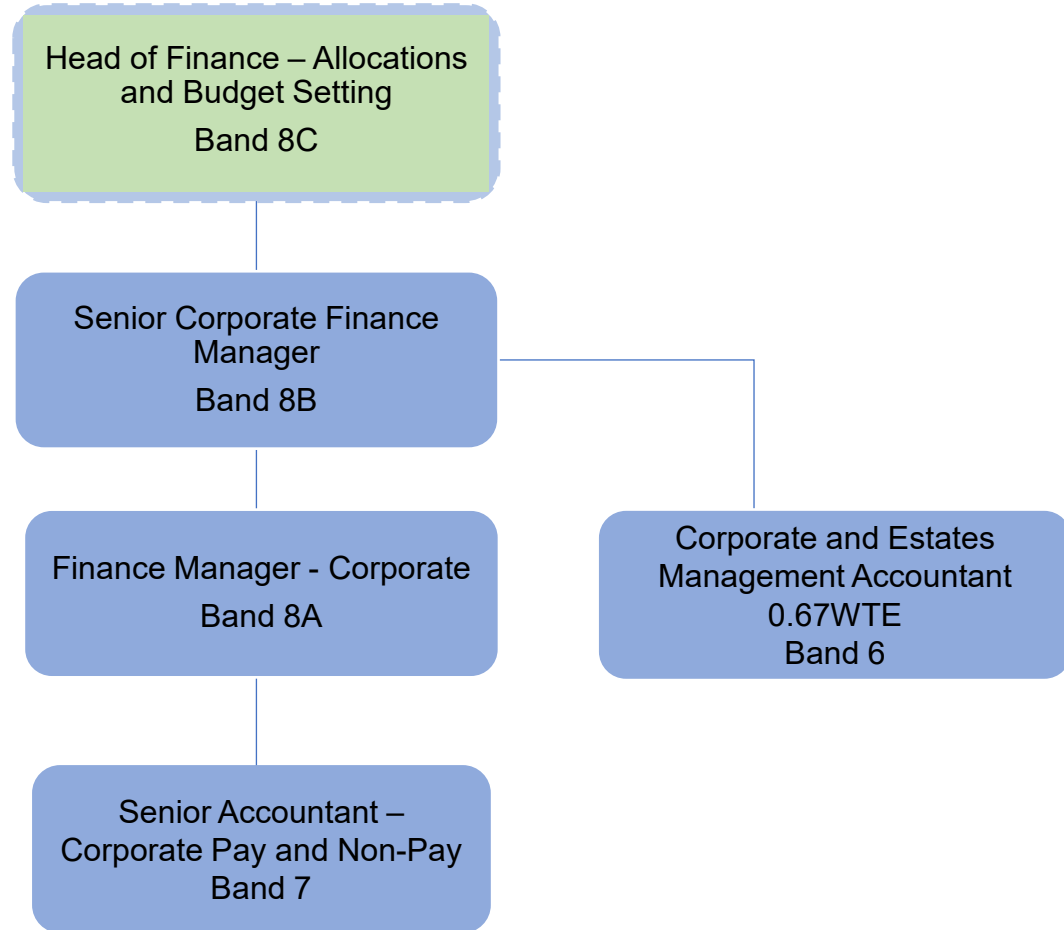 Head of Finance – Allocations
and Budget Setting
Band 8C
Senior Corporate Finance
Manager
Band 8B
Finance Manager - Corporate
Band 8A
Corporate and Estates
Management Accountant
0.67WTE
Band 6
Senior Accountant –
Corporate Pay and Non-Pay
Band 7